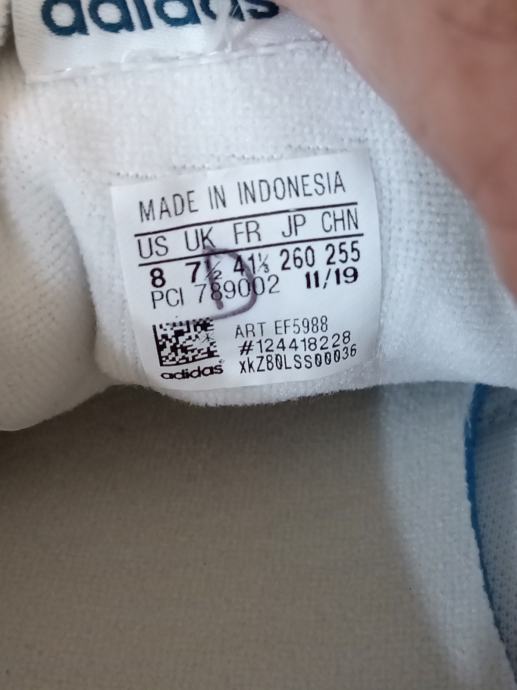 adidas
MADE IN INDONESIA
US UK FR JP CHN
8 7½ 41⅓ 260 255
PCI 789002 11/19
D
ART EF5988
#124418228
XKZ80LSS00036
adidas